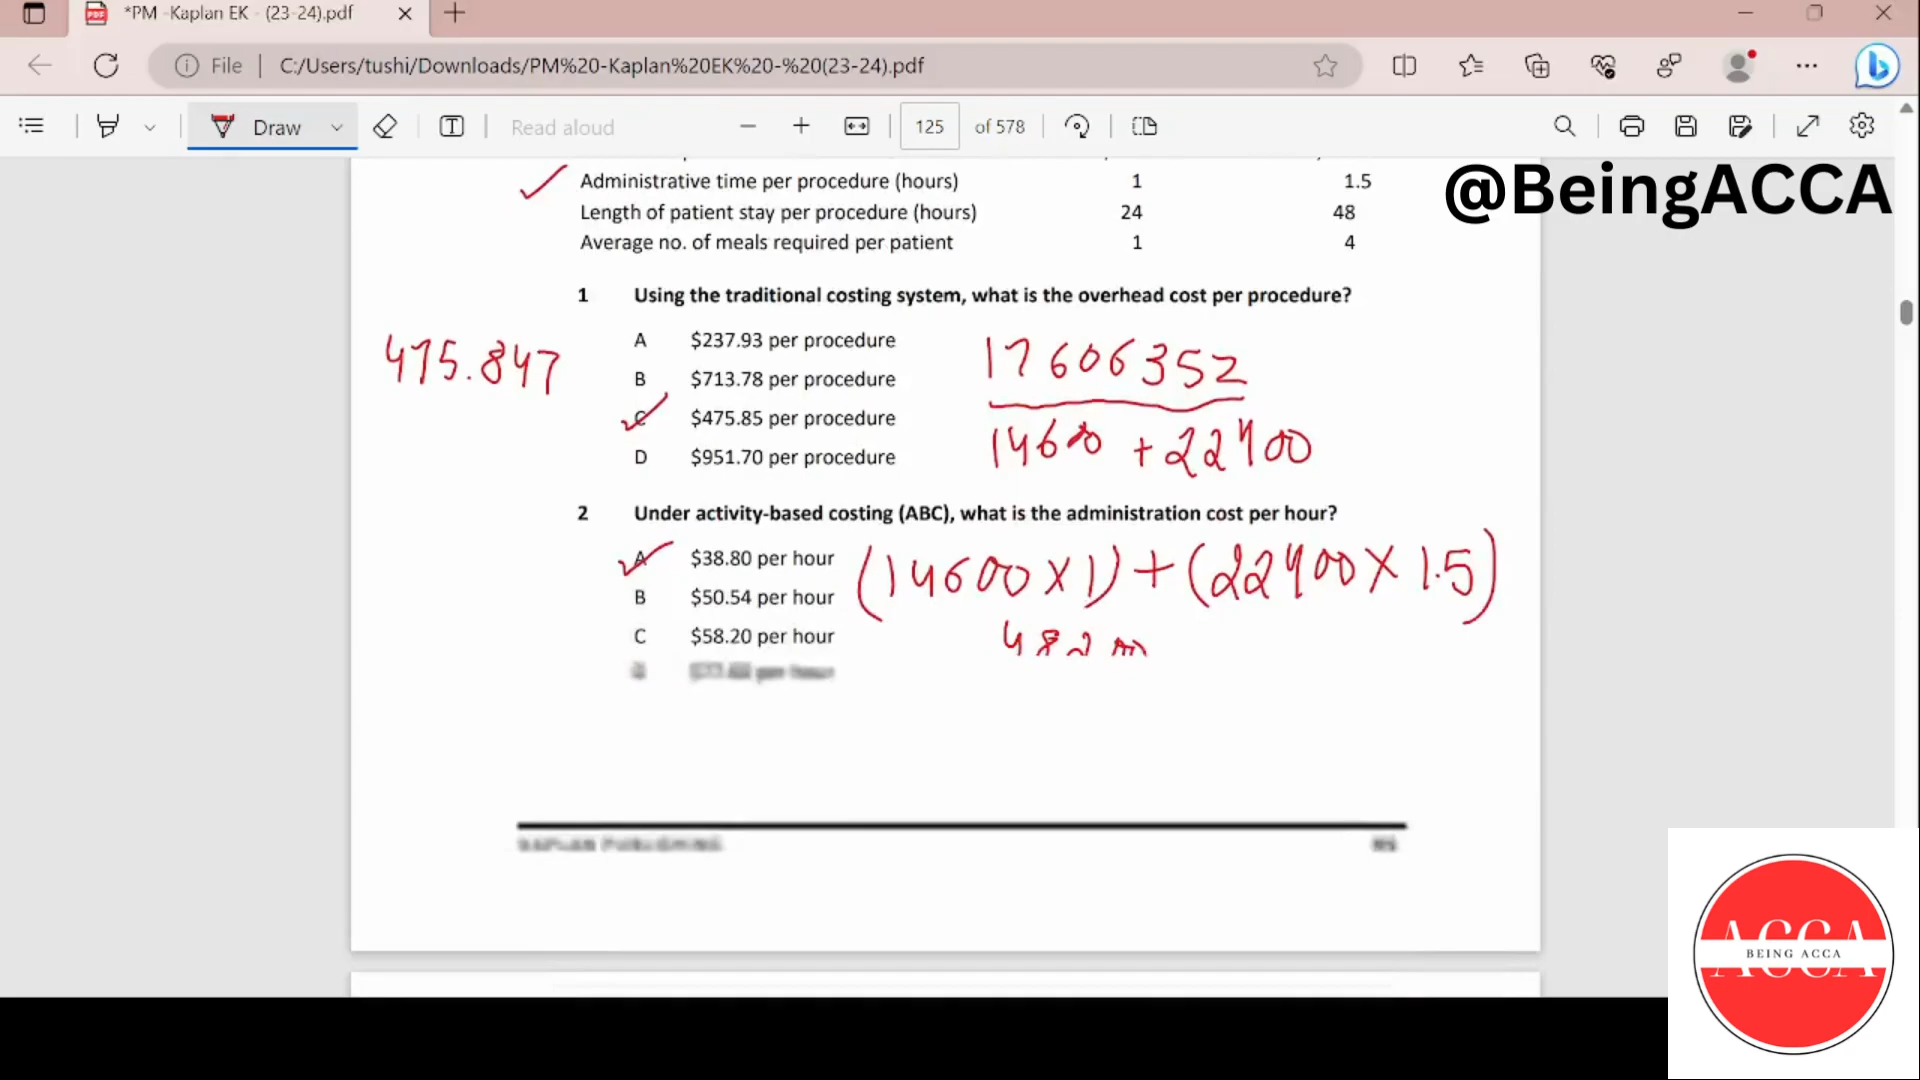 *PM -Kaplan EK - (23-24).pdf
File C:/Users/tushi/Downloads/PM%20-Kaplan%20EK%20-%20(23-24).pdf
Draw Read aloud 125 of 578
@BeingACCA
Administrative time per procedure (hours) 1 1.5
Length of patient stay per procedure (hours) 24 48
Average no. of meals required per patient 1 4
1 Using the traditional costing system, what is the overhead cost per procedure?
A $237.93 per procedure
B $713.78 per procedure
C $475.85 per procedure
D $951.70 per procedure
475.847
17606352
14600 + 22400
2 Under activity-based costing (ABC), what is the administration cost per hour?
A $38.80 per hour
B $50.54 per hour
C $58.20 per hour
per hour
(14600 X 1) + (22400 X 1.5)
KAPLAN PUBLISHING
ACCA
BEING ACCA